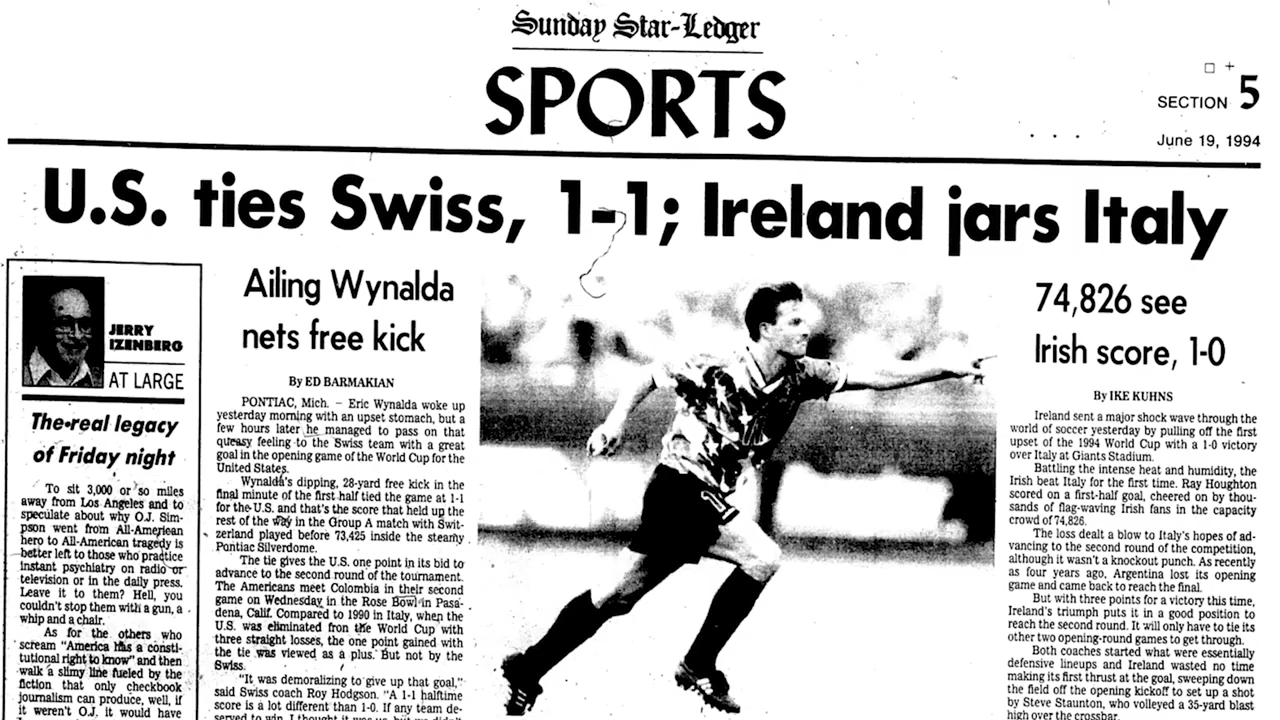 Sunday Star-Ledger
SPORTS
SECTION 5
June 19, 1994
U.S. ties Swiss, 1-1; Ireland jars Italy
JERRY
IZENBERG
AT LARGE
The real legacy
of Friday night
To sit 3,000 or so miles
away from Los Angeles and to
speculate about why O.J. Sim-
pson went from All-American
hero to All-American tragedy is
better left to those who practice
instant psychiatry on radio or
television or in the daily press.
Leave it to them? Hell, you
couldn't stop them with a gun, a
whip and a chair.
As for the others who
scream "America has a consti-
tutional right to know" and then
walk a slimy line fueled by the
fiction that only checkbook
journalism can produce, well, if
it weren't O.J. it would have
Ailing Wynalda
nets free kick
By ED BARMAKIAN
PONTIAC, Mich. – Eric Wynalda woke up
yesterday morning with an upset stomach, but a
few hours later he managed to pass on that
queasy feeling to the Swiss team with a great
goal in the opening game of the World Cup for the
United States.
Wynalda's dipping, 28-yard free kick in the
final minute of the first half tied the game at 1-1
for the U.S. and that's the score that held up the
rest of the way in the Group A match with Swit-
zerland played before 73,425 inside the steamy
Pontiac Silverdome.
The tie gives the U.S. one point in its bid to
advance to the second round of the tournament.
The Americans meet Colombia in their second
game on Wednesday in the Rose Bowl in Pasa-
dena, Calif. Compared to 1990 in Italy, when the
U.S. was eliminated fron the World Cup with
three straight losses, the one point gained with
the tie was viewed as a plus. But not by the
Swiss.
"It was demoralizing to give up that goal,"
said Swiss coach Roy Hodgson. "A 1-1 halftime
score is a lot different than 1-0. If any team de-
served to win, I thought it was us, but we didn't
74,826 see
Irish score, 1-0
By IKE KUHNS
Ireland sent a major shock wave through the
world of soccer yesterday by pulling off the first
upset of the 1994 World Cup with a 1-0 victory
over Italy at Giants Stadium.
Battling the intense heat and humidity, the
Irish beat Italy for the first time. Ray Houghton
scored on a first-half goal, cheered on by thou-
sands of flag-waving Irish fans in the capacity
crowd of 74,826.
The loss dealt a blow to Italy's hopes of ad-
vancing to the second round of the competition,
although it wasn't a knockout punch. As recently
as four years ago, Argentina lost its opening
game and came back to reach the final.
But with three points for a victory this time,
Ireland's triumph puts it in a good position to
reach the second round. It will only have to tie its
other two opening-round games to get through.
Both coaches started what were essentially
defensive lineups and Ireland wasted no time
making its first thrust at the goal, sweeping down
the field off the opening kickoff to set up a shot
by Steve Staunton, who volleyed a 35-yard blast
high over the crossbar.